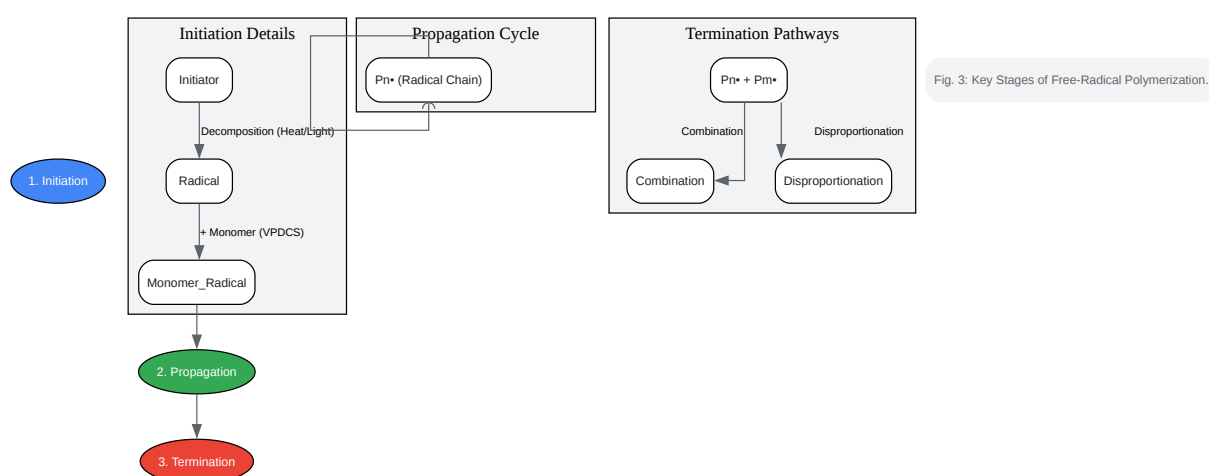 Initiation Details
Initiator
Decomposition (Heat/Light)
Radical
+ Monomer (VPDCS)
Monomer_Radical
1. Initiation
2. Propagation
3. Termination
Propagation Cycle
Pn• (Radical Chain)
Termination Pathways
Pn• + Pm•
Combination
Disproportionation
Combination
Disproportionation
Fig. 3: Key Stages of Free-Radical Polymerization.